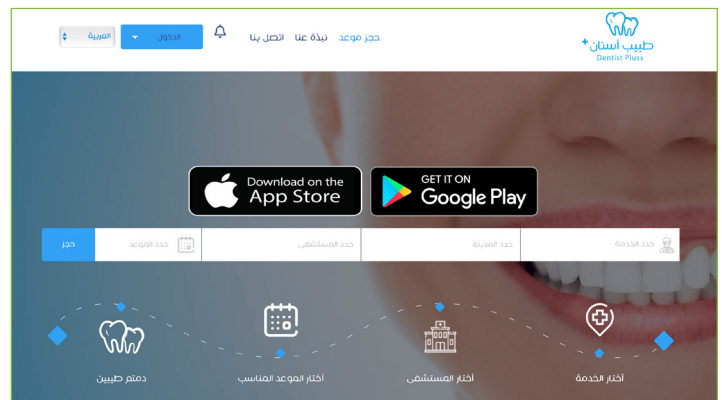 طبيب أسنان+
Dentist Pluss
حجز موعد
نبذة عنا
اتصل بنا
الدخول
العربية
Download on the
App Store
GET IT ON
Google Play
حدد الخدمة
حدد المدينة
حدد المستشفى
حدد الموعد
حجز
أختار الخدمة
أختار المستشفى
أختار الموعد المناسب
دمتم طيبين